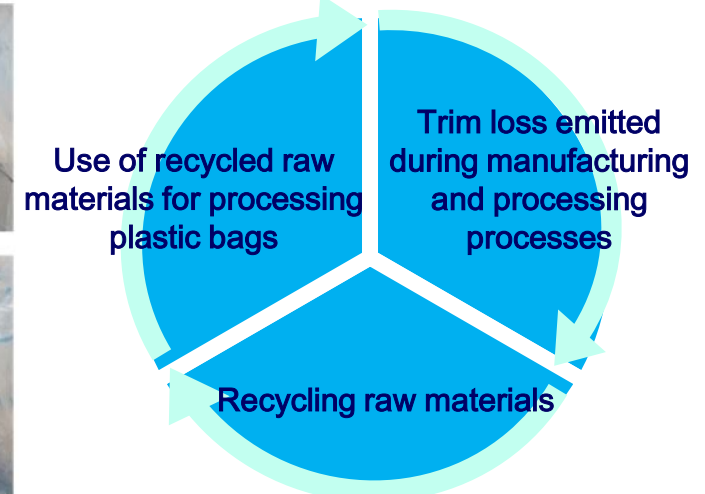 Use of recycled raw
materials for processing
plastic bags
Trim loss emitted
during manufacturing
and processing
processes
Recycling raw materials